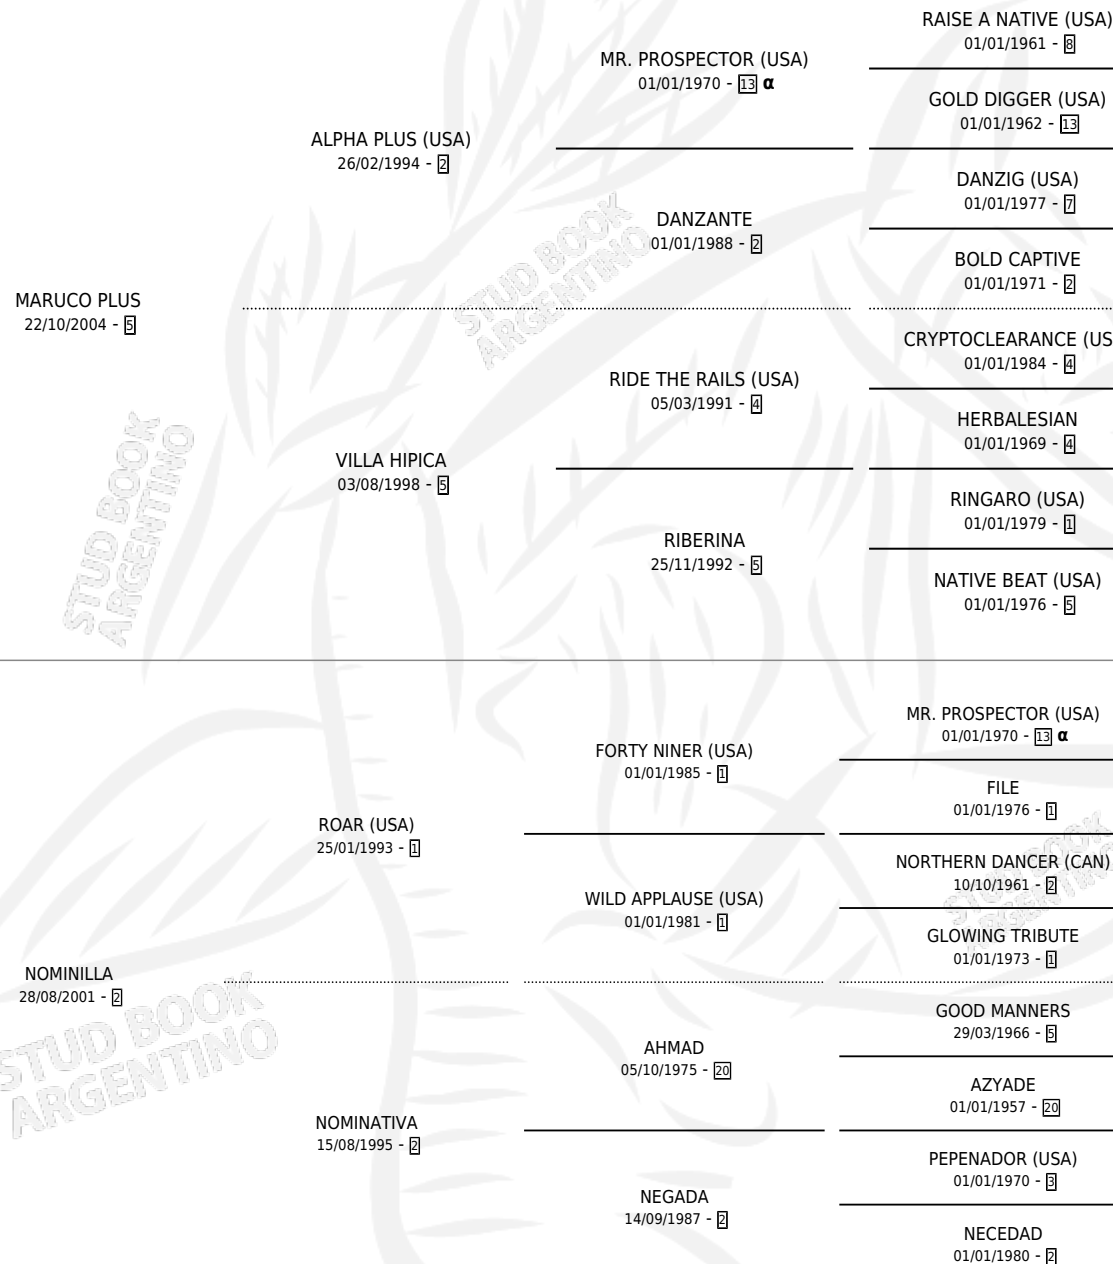 RAISE A NATIVE (USA)
01/01/1961 - 8
MR. PROSPECTOR (USA)
01/01/1970 - 13 α
GOLD DIGGER (USA)
01/01/1962 - 13
ALPHA PLUS (USA)
26/02/1994 - 2
DANZIG (USA)
01/01/1977 - 7
DANZANTE
01/01/1988 - 2
BOLD CAPTIVE
01/01/1971 - 2
MARUCO PLUS
22/10/2004 - 5
CRYPTOCLEARANCE (US
01/01/1984 - 4
RIDE THE RAILS (USA)
05/03/1991 - 4
HERBALESIAN
01/01/1969 - 4
VILLA HIPICA
03/08/1998 - 5
RINGARO (USA)
01/01/1979 - 1
RIBERINA
25/11/1992 - 5
NATIVE BEAT (USA)
01/01/1976 - 5
MR. PROSPECTOR (USA)
01/01/1970 - 13 α
FORTY NINER (USA)
01/01/1985 - 1
FILE
01/01/1976 - 1
ROAR (USA)
25/01/1993 - 1
NORTHERN DANCER (CAN)
10/10/1961 - 2
WILD APPLAUSE (USA)
01/01/1981 - 1
GLOWING TRIBUTE
01/01/1973 - 1
NOMINILLA
28/08/2001 - 2
GOOD MANNERS
29/03/1966 - 5
AHMAD
05/10/1975 - 20
AZYADE
01/01/1957 - 20
NOMINATIVA
15/08/1995 - 2
PEPENADOR (USA)
01/01/1970 - 3
NEGADA
14/09/1987 - 2
NECEDAD
01/01/1980 - 2
STUD BOOK
ARGENTINO
STUD BOOK
ARGENTINO
STUD BOOK
ARGENTINO
STUD BOOK
ARGENTINO